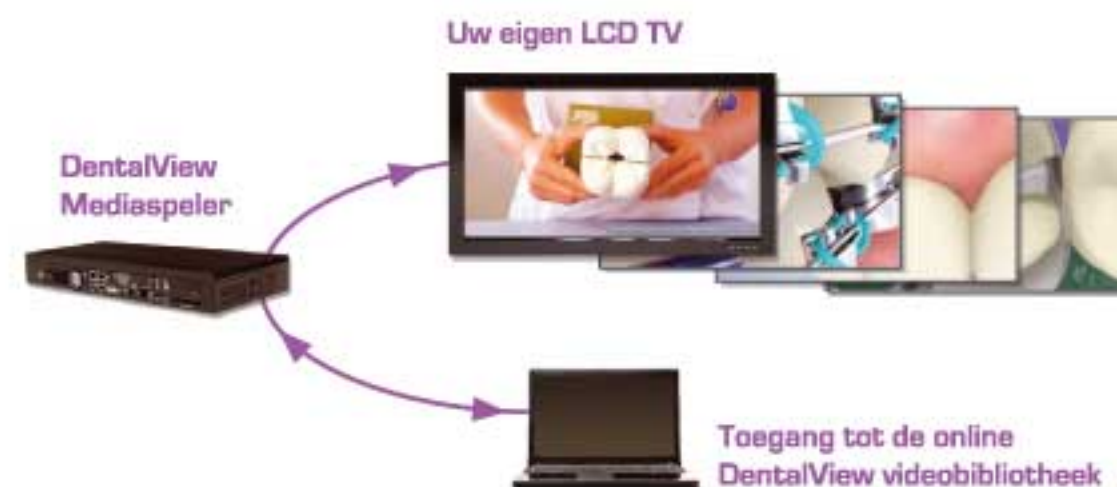 Uw eigen LCD TV
DentalView
Mediaspeler
Toegang tot de online
DentalView videobibliotheek